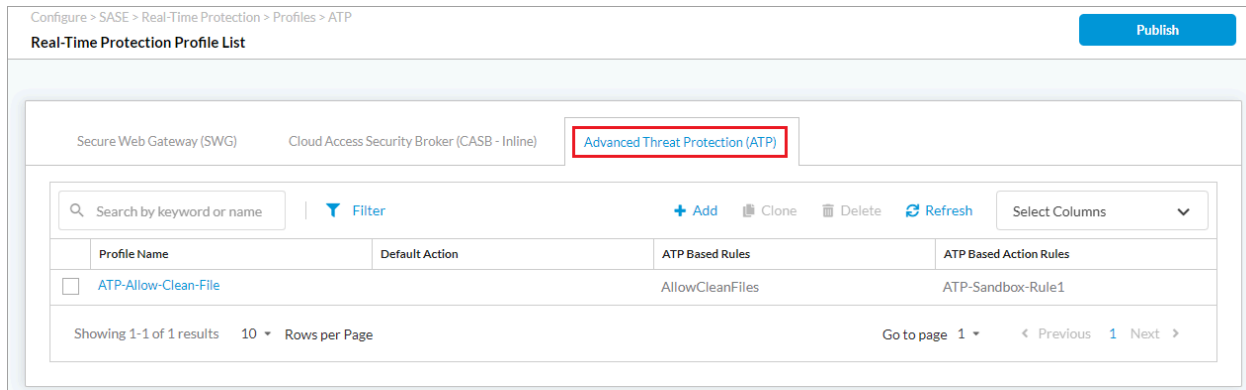 Configure > SASE > Real-Time Protection > Profiles > ATP
Real-Time Protection Profile List
Publish
Secure Web Gateway (SWG)
Cloud Access Security Broker (CASB - Inline)
Advanced Threat Protection (ATP)
Search by keyword or name
Filter
+ Add
Clone
Delete
Refresh
Select Columns
Profile Name
Default Action
ATP Based Rules
ATP Based Action Rules
ATP-Allow-Clean-File
AllowCleanFiles
ATP-Sandbox-Rule1
Showing 1-1 of 1 results
10
Rows per Page
Go to page 1
< Previous
1
Next >